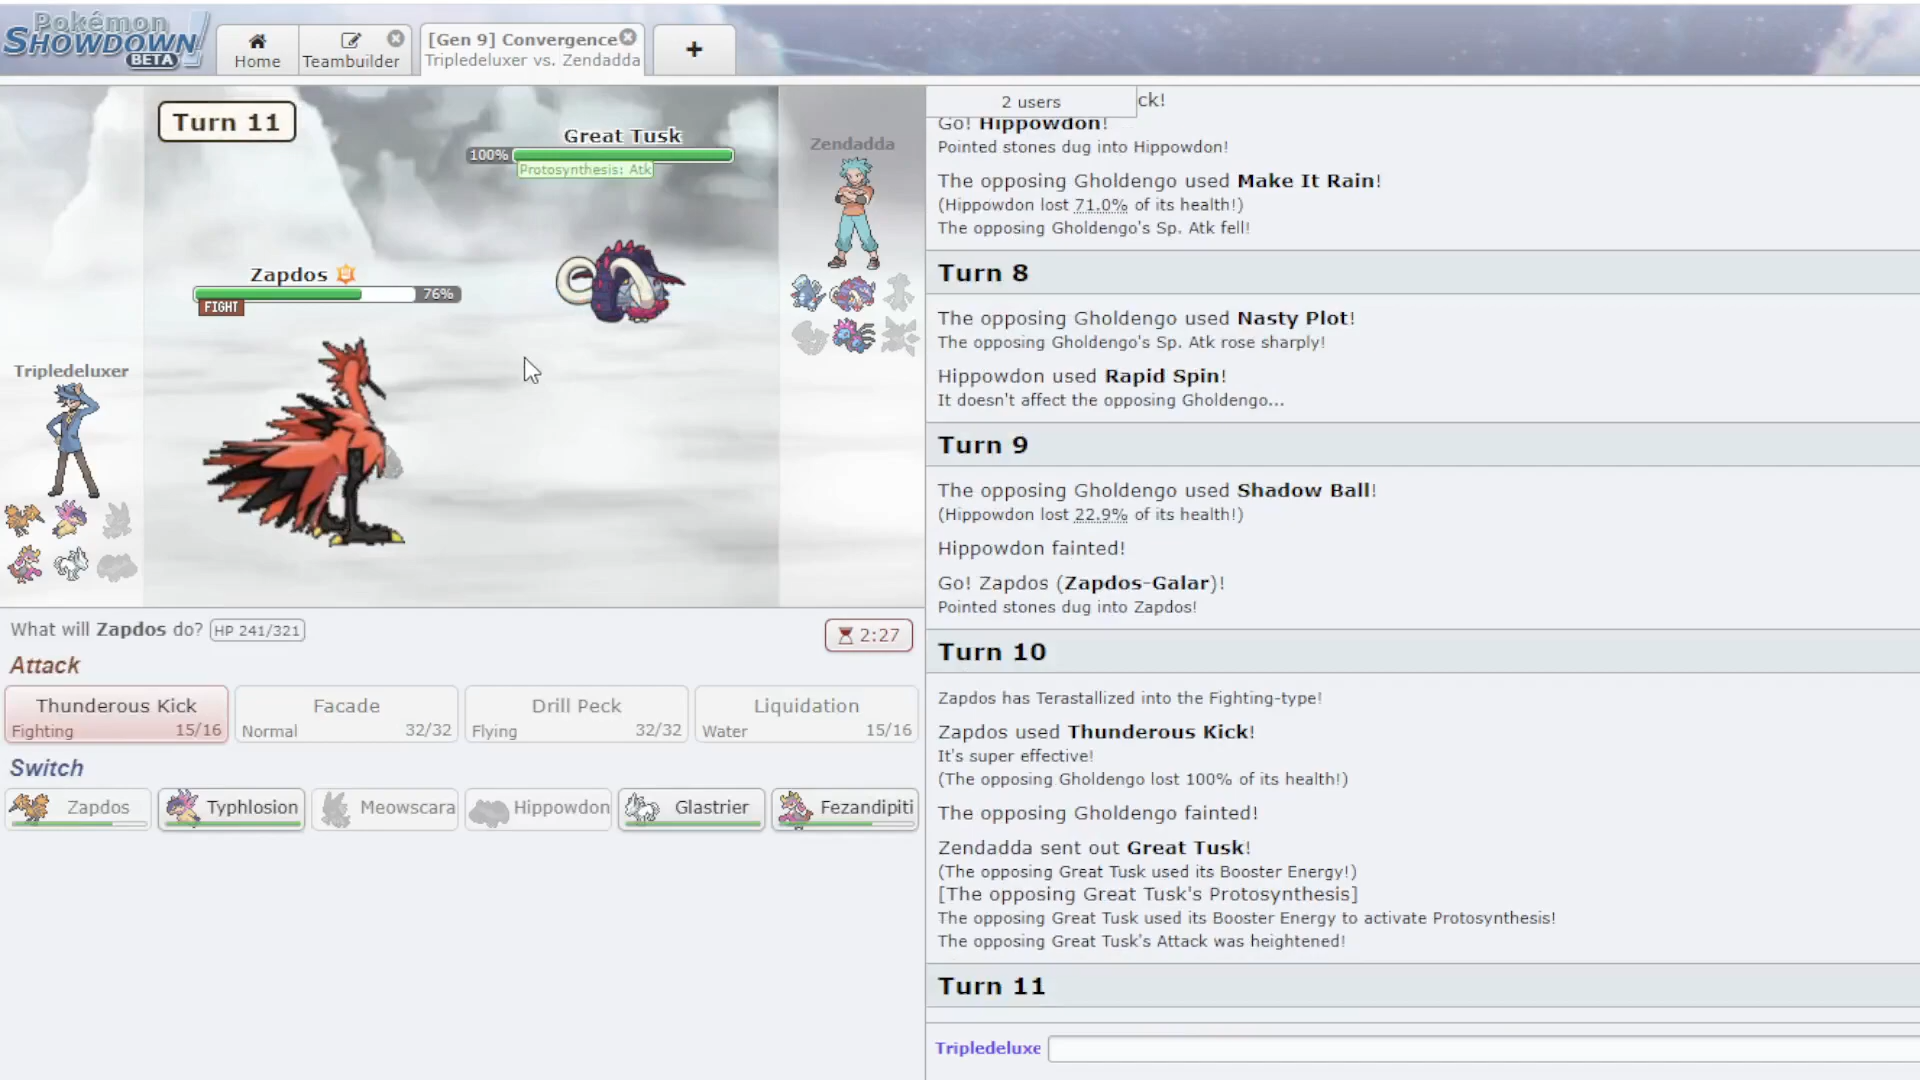 Pokémon
SHOWDOWN!
BETA
Home
Teambuilder
[Gen 9] Convergence
Tripledeluxer vs. Zendadda
+
Turn 11
Great Tusk
100%
Protosynthesis: Atk
Zendadda
Zapdos
76%
FIGHT
Tripledeluxer
2 users
ck!
Go! Hippowdon!
Pointed stones dug into Hippowdon!
The opposing Gholdengo used Make It Rain!
(Hippowdon lost 71.0% of its health!)
The opposing Gholdengo's Sp. Atk fell!
Turn 8
The opposing Gholdengo used Nasty Plot!
The opposing Gholdengo's Sp. Atk rose sharply!
Hippowdon used Rapid Spin!
It doesn't affect the opposing Gholdengo...
Turn 9
The opposing Gholdengo used Shadow Ball!
(Hippowdon lost 22.9% of its health!)
Hippowdon fainted!
Go! Zapdos (Zapdos-Galar)!
Pointed stones dug into Zapdos!
Turn 10
Zapdos has Terastallized into the Fighting-type!
Zapdos used Thunderous Kick!
It's super effective!
(The opposing Gholdengo lost 100% of its health!)
The opposing Gholdengo fainted!
Zendadda sent out Great Tusk!
(The opposing Great Tusk used its Booster Energy!)
[The opposing Great Tusk's Protosynthesis]
The opposing Great Tusk used its Booster Energy to activate Protosynthesis!
The opposing Great Tusk's Attack was heightened!
Turn 11
Tripledeluxe
What will Zapdos do? HP 241/321
2:27
Attack
Thunderous Kick
Fighting 15/16
Facade
Normal 32/32
Drill Peck
Flying 32/32
Liquidation
Water 15/16
Switch
Zapdos
Typhlosion
Meowscara
Hippowdon
Glastrier
Fezandipiti